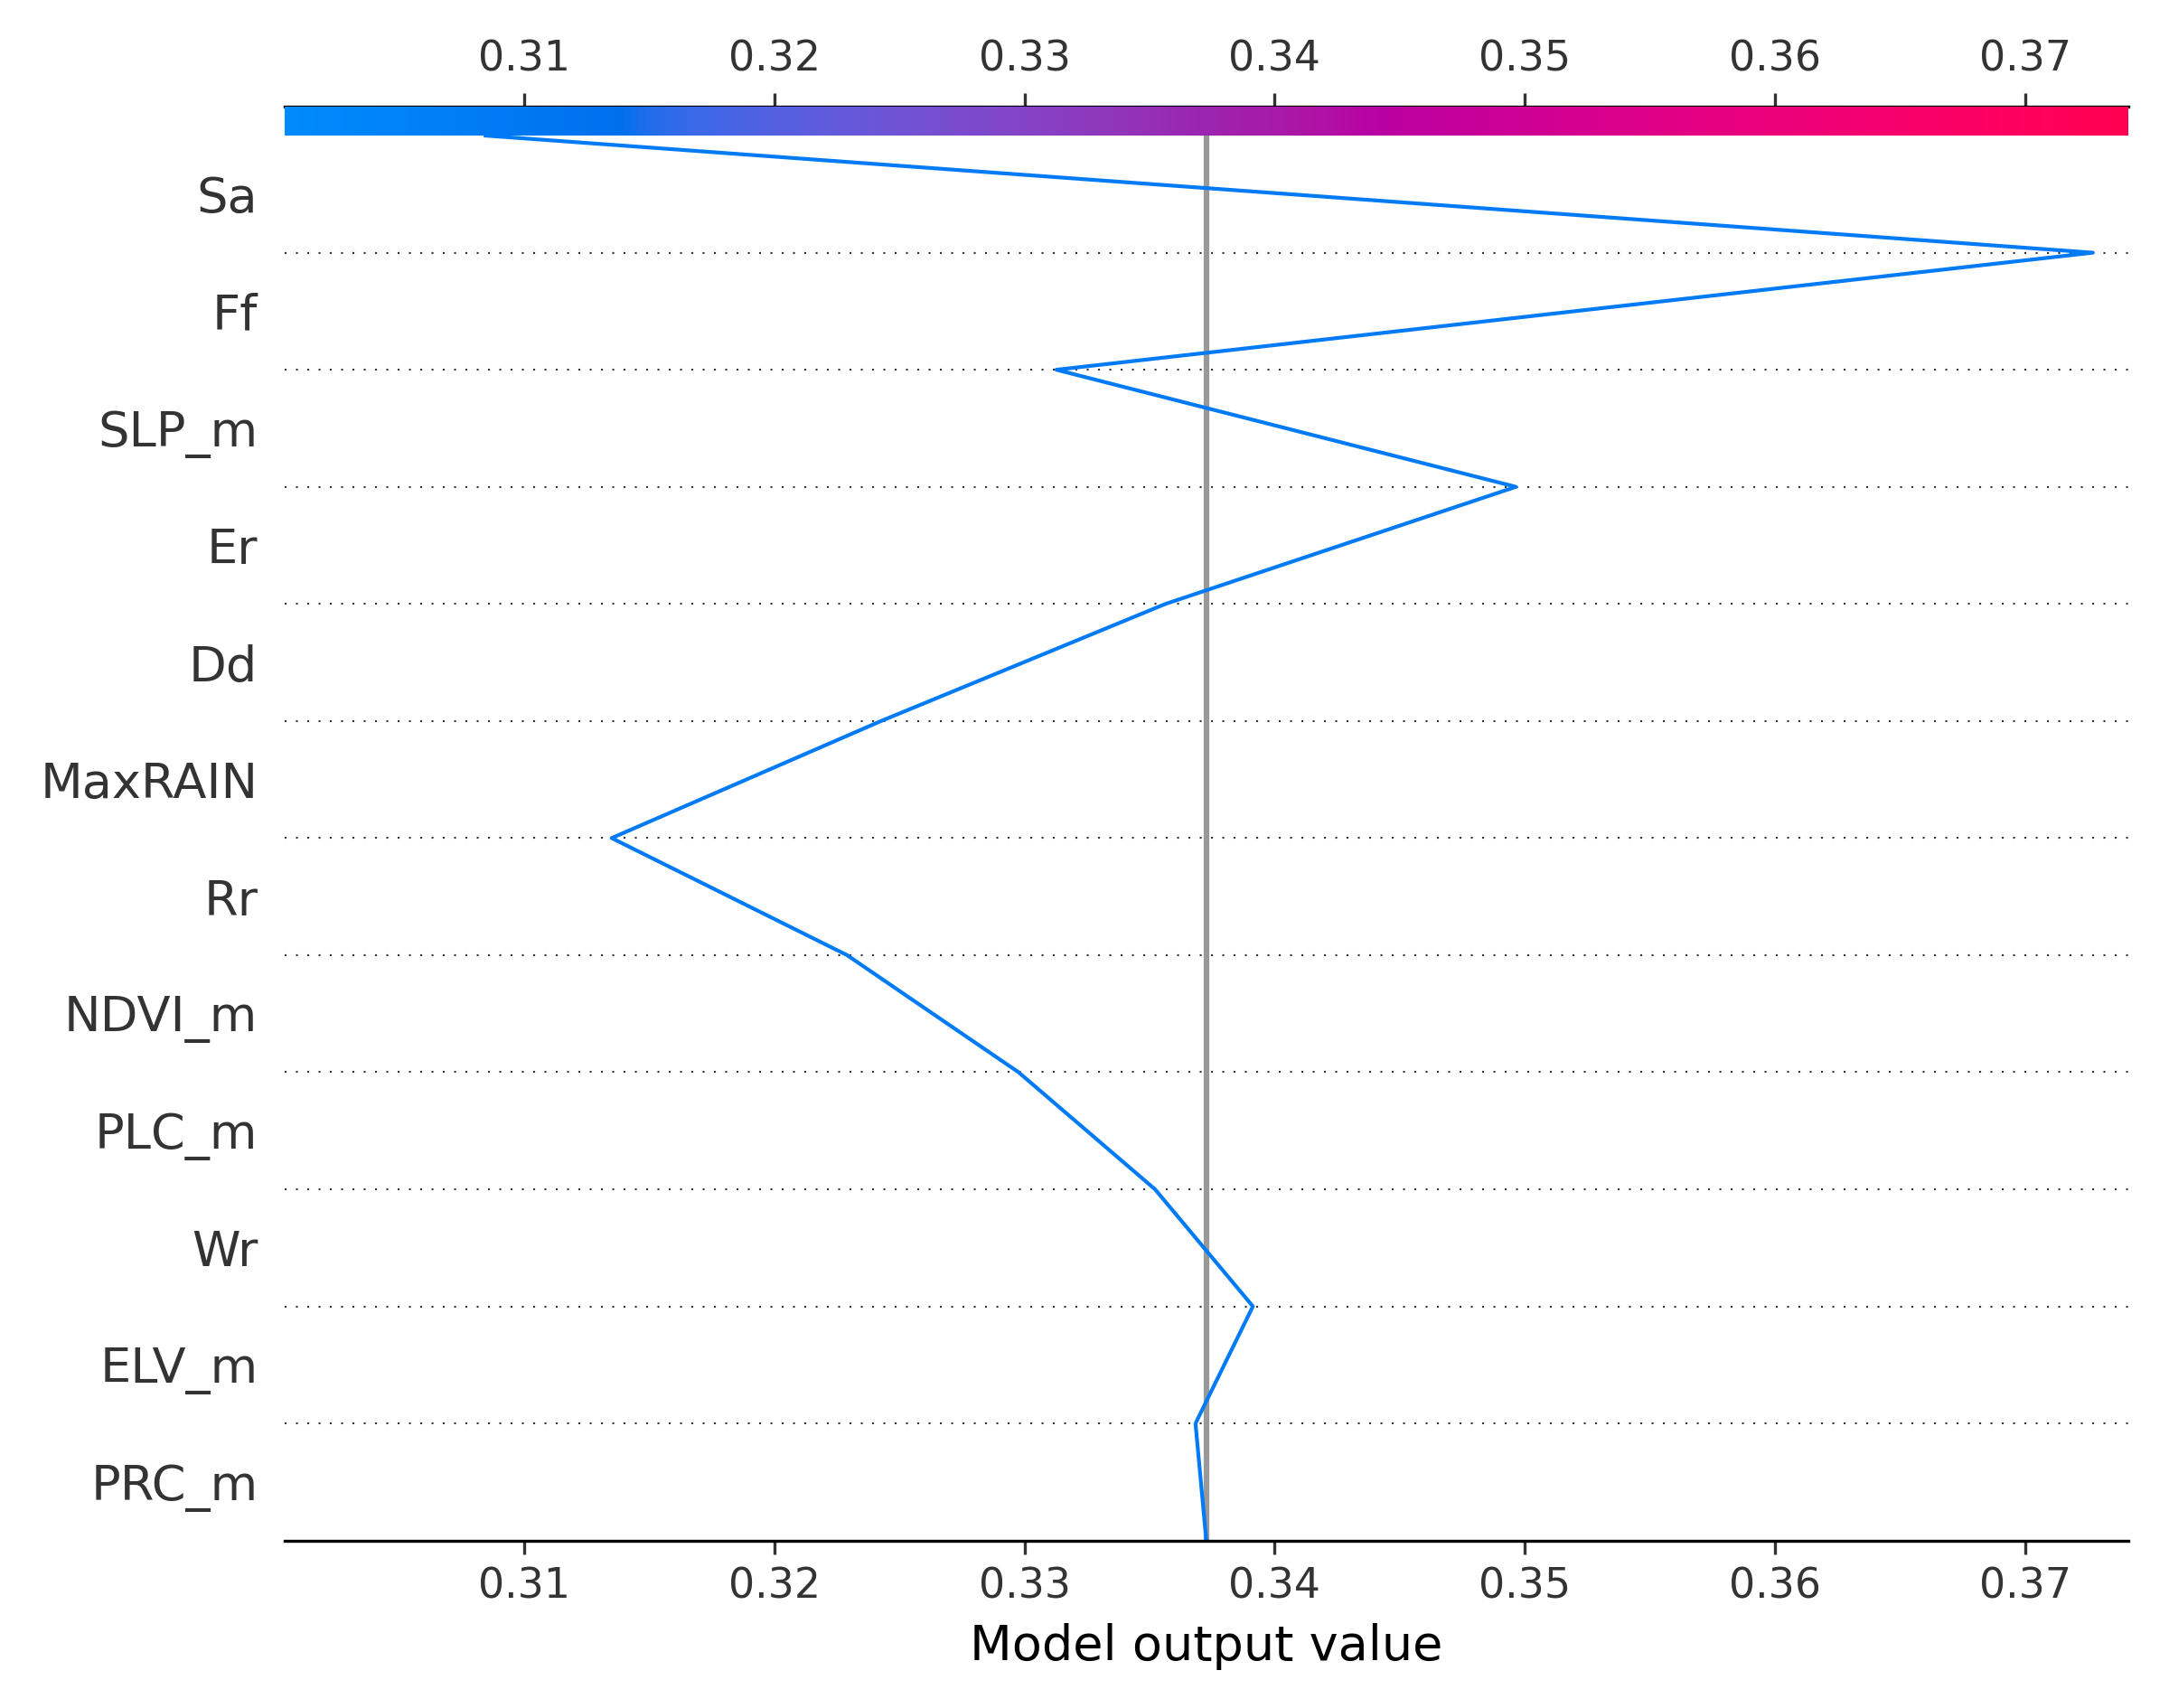 0.31 0.32 0.33 0.34 0.35 0.36 0.37
Sa
Ff
SLP_m
Er
Dd
MaxRAIN
Rr
NDVI_m
PLC_m
Wr
ELV_m
PRC_m
0.31 0.32 0.33 0.34 0.35 0.36 0.37
Model output value